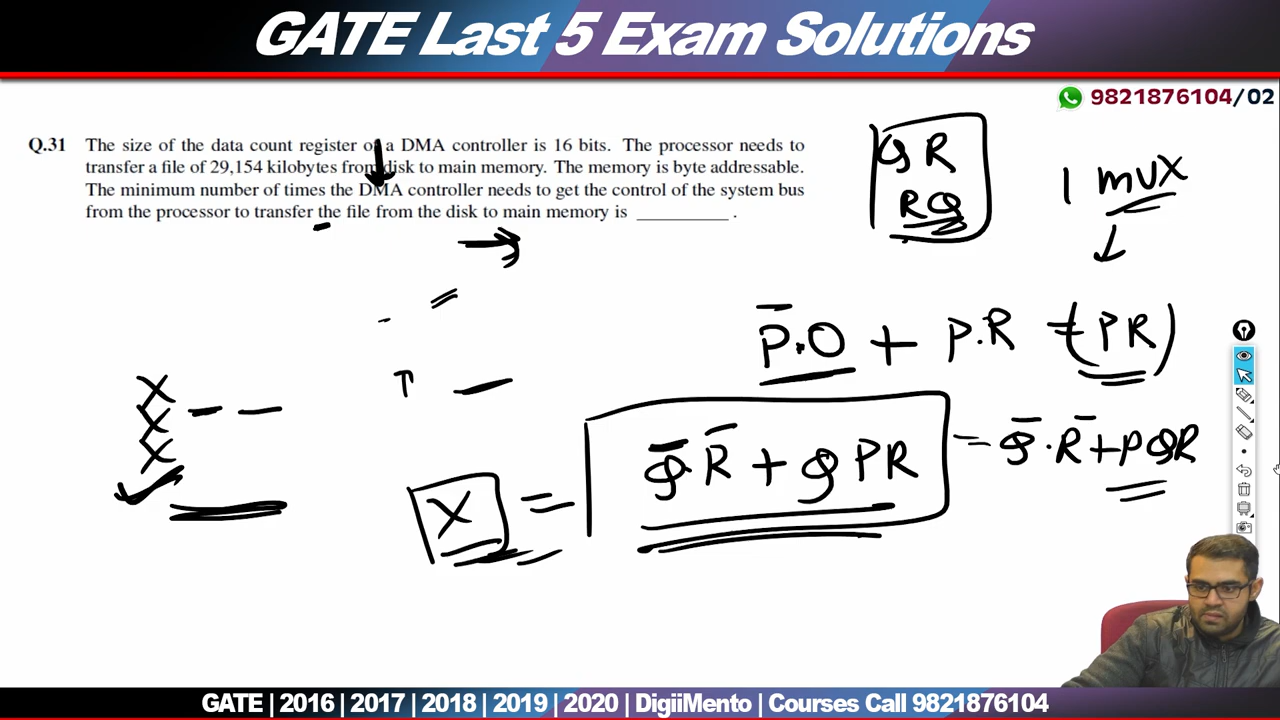 GATE Last 5 Exam Solutions
9821876104/02
Q.31 The size of the data count register of a DMA controller is 16 bits. The processor needs to
transfer a file of 29,154 kilobytes from disk to main memory. The memory is byte addressable.
The minimum number of times the DMA controller needs to get the control of the system bus
from the processor to transfer the file from the disk to main memory is __________ .
Q R
RQ
1 mux
P̅.O + P.R = (PR)
X = Q̅ R̅ + Q PR = Q̅ . R̅ + PQR
X
X
X
GATE | 2016 | 2017 | 2018 | 2019 | 2020 | DigiiMento | Courses Call 9821876104